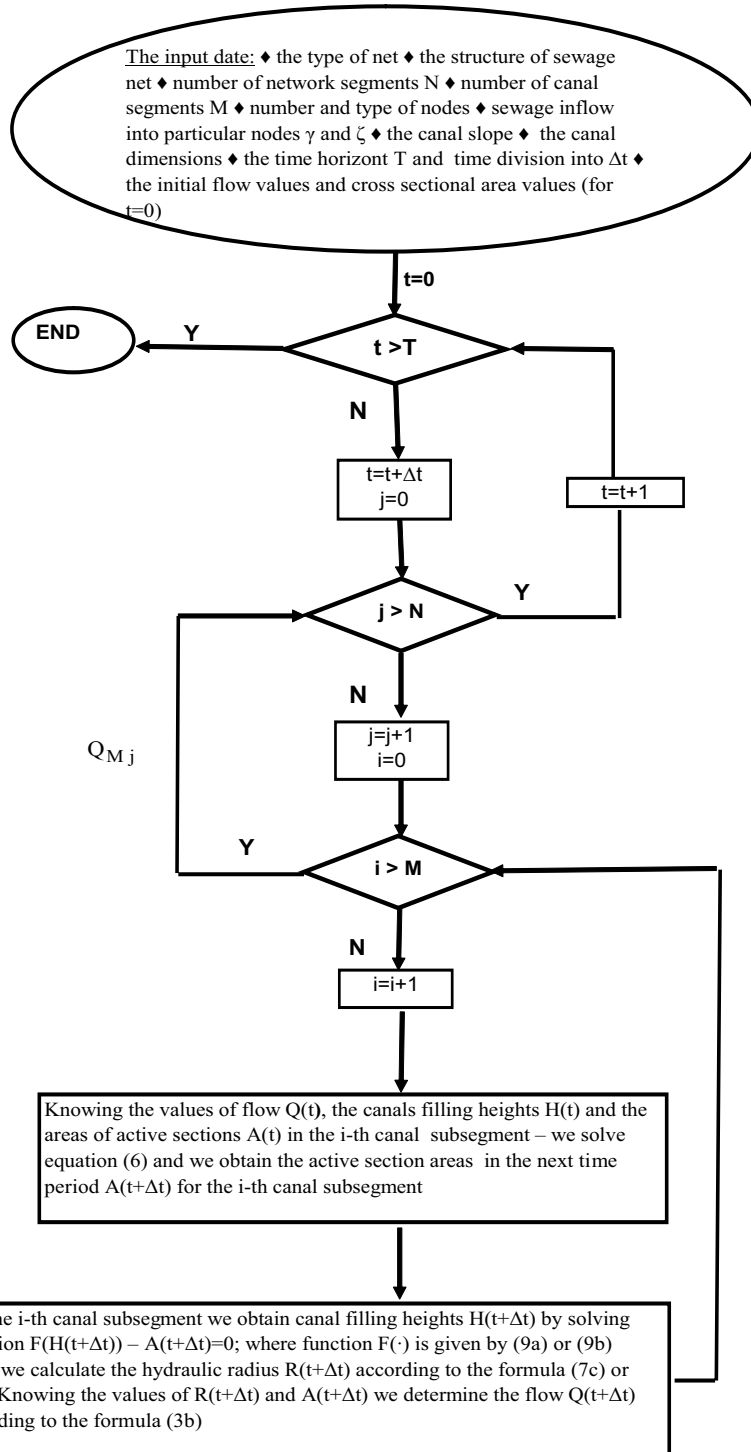 The input date: ♦ the type of net ♦ the structure of sewage
net ♦ number of network segments N ♦ number of canal
segments M ♦ number and type of nodes ♦ sewage inflow
into particular nodes γ and ζ ♦ the canal slope ♦ the canal
dimensions ♦ the time horizont T and time division into Δt ♦
the initial flow values and cross sectional area values (for
t=0)
t=0
END
Y
t >T
N
t=t+Δt
j=0
t=t+1
j > N
Y
N
j=j+1
i=0
Q M j
Y
i > M
N
i=i+1
Knowing the values of flow Q(t), the canals filling heights H(t) and the
areas of active sections A(t) in the i-th canal subsegment – we solve
equation (6) and we obtain the active section areas in the next time
period A(t+Δt) for the i-th canal subsegment
i-th canal subsegment we obtain canal filling heights H(t+Δt) by solving
F(H(t+Δt)) – A(t+Δt)=0; where function F(·) is given by (9a) or (9b)
we calculate the hydraulic radius R(t+Δt) according to the formula (7c) or
Knowing the values of R(t+Δt) and A(t+Δt) we determine the flow Q(t+Δt)
to the formula (3b)